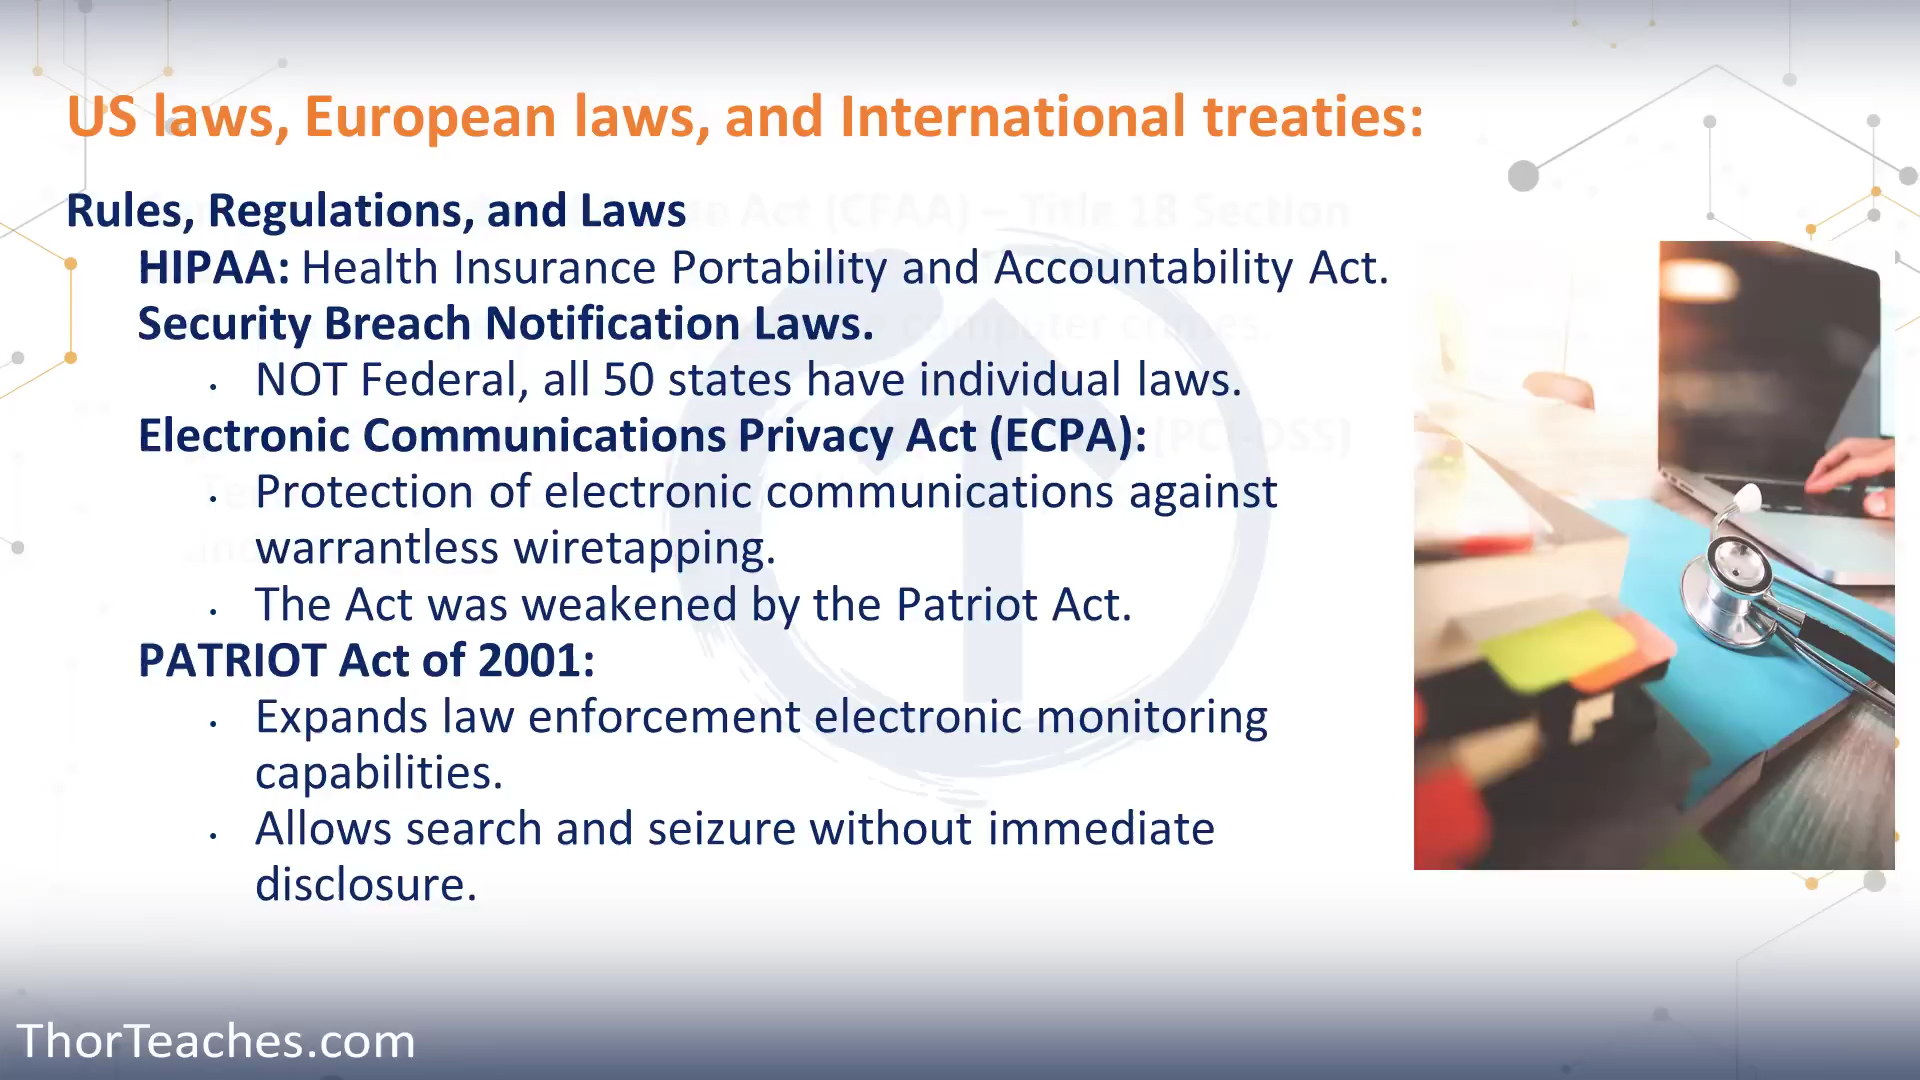 US laws, European laws, and International treaties:
Rules, Regulations, and Laws
HIPAA: Health Insurance Portability and Accountability Act.
Security Breach Notification Laws.
· NOT Federal, all 50 states have individual laws.
Electronic Communications Privacy Act (ECPA):
· Protection of electronic communications against
warrantless wiretapping.
· The Act was weakened by the Patriot Act.
PATRIOT Act of 2001:
· Expands law enforcement electronic monitoring
capabilities.
· Allows search and seizure without immediate
disclosure.
ThorTeaches.com